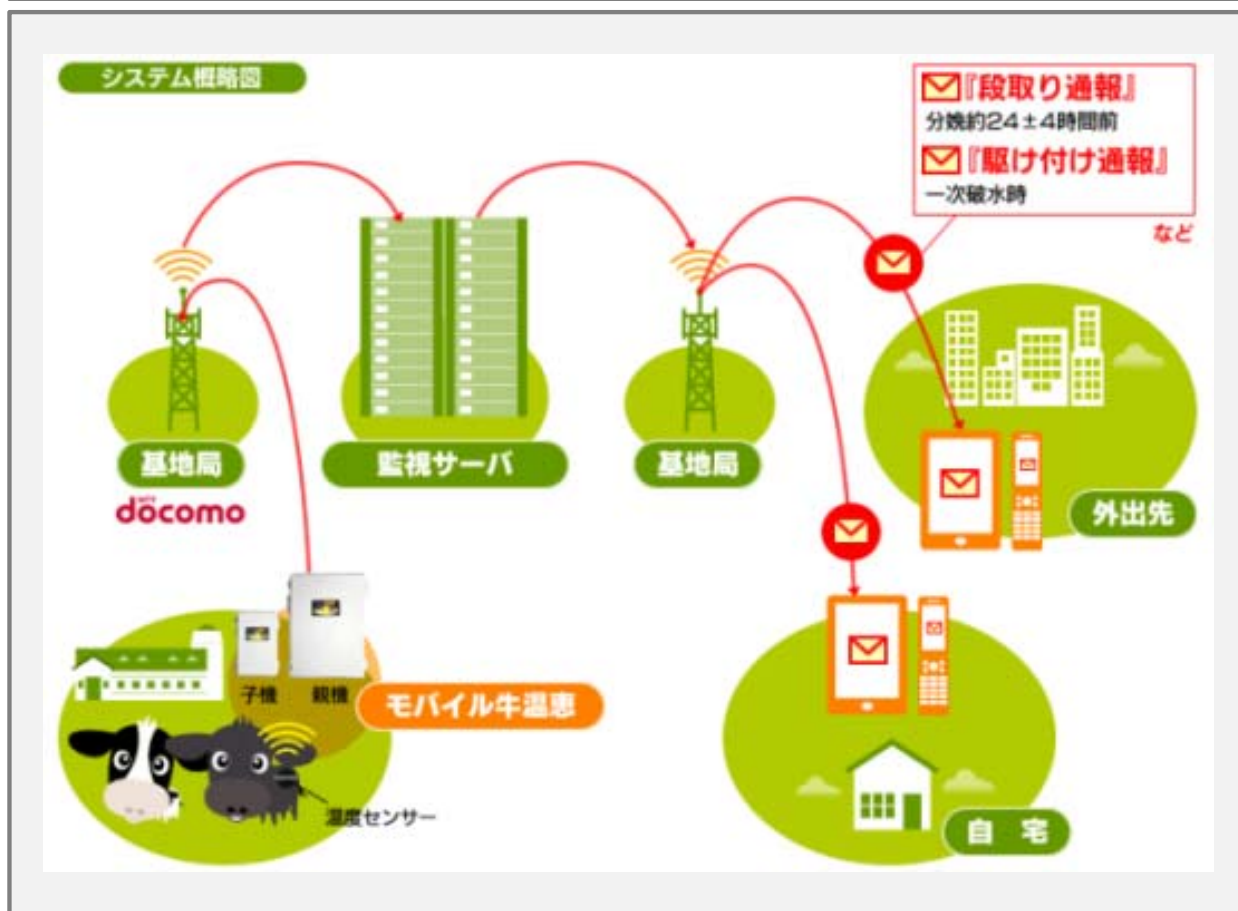 システム概略図
『段取り通報』
分娩約24±4時間前
『駆け付け通報』
一次破水時
など
基地局
監視サーバ
基地局
döcomo
外出先
子機
親機
モバイル牛温恵
温度センサー
自 宅